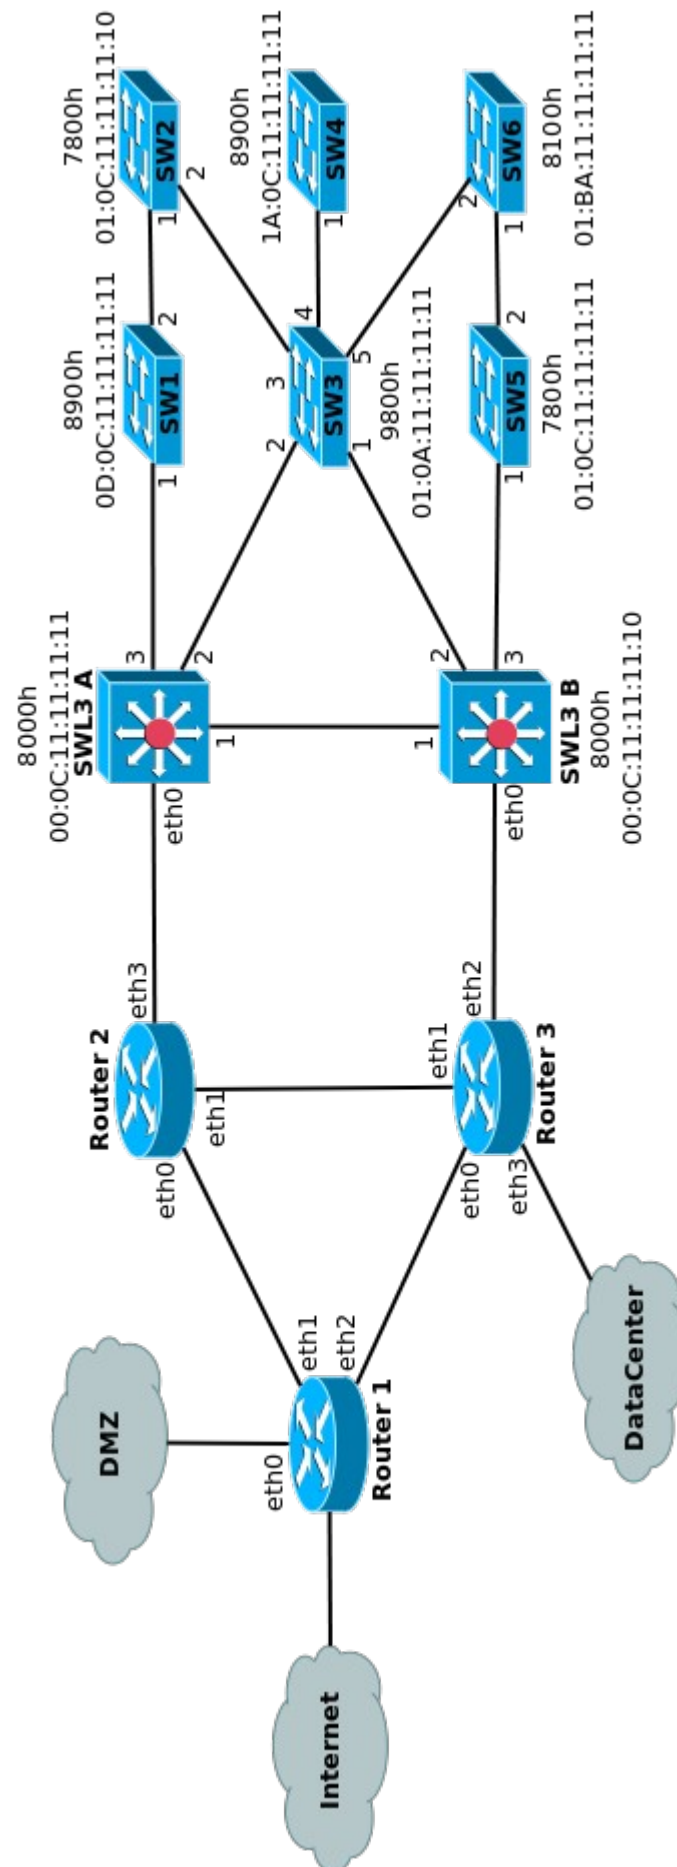 7800h
01:0C:11:11:11:10
SW2
1
2
8900h
1A:0C:11:11:11:11
SW4
1
8100h
01:BA:11:11:11:11
SW6
2
1
8900h
0D:0C:11:11:11:11
SW1
2
1
9800h
01:0A:11:11:11:11
SW3
3
4
5
2
1
7800h
01:0C:11:11:11:11
SW5
2
1
8000h
00:0C:11:11:11:11
SWL3 A
3
2
1
eth0
8000h
00:0C:11:11:11:10
SWL3 B
2
3
1
eth0
Router 2
eth3
eth1
eth0
Router 3
eth1
eth2
eth0
eth3
DMZ
DataCenter
Router 1
eth0
eth1
eth2
Internet